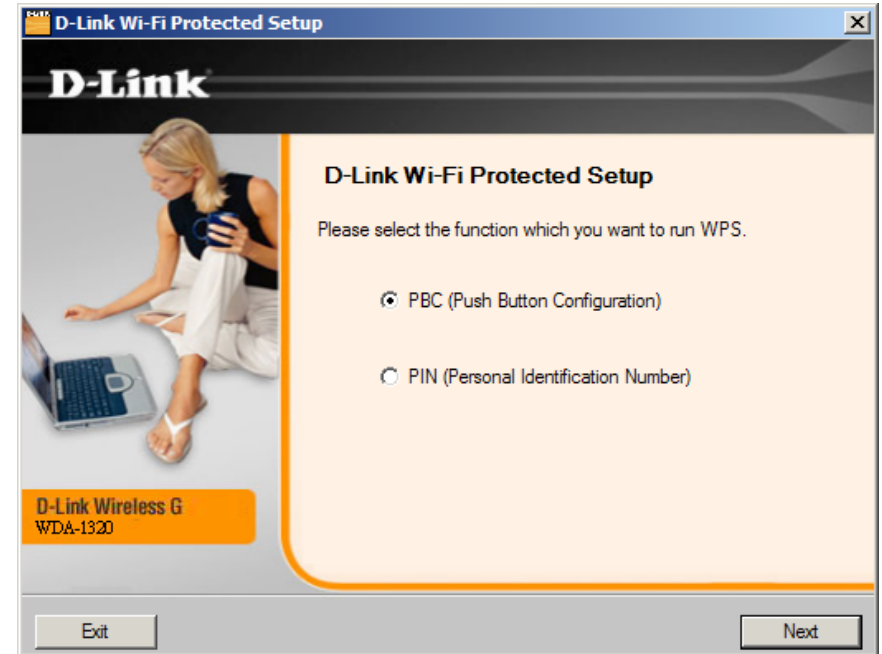 D-Link Wi-Fi Protected Setup
D-Link
D-Link Wi-Fi Protected Setup
Please select the function which you want to run WPS.
PBC (Push Button Configuration)
PIN (Personal Identification Number)
D-Link Wireless G
WDA-1320
Exit
Next